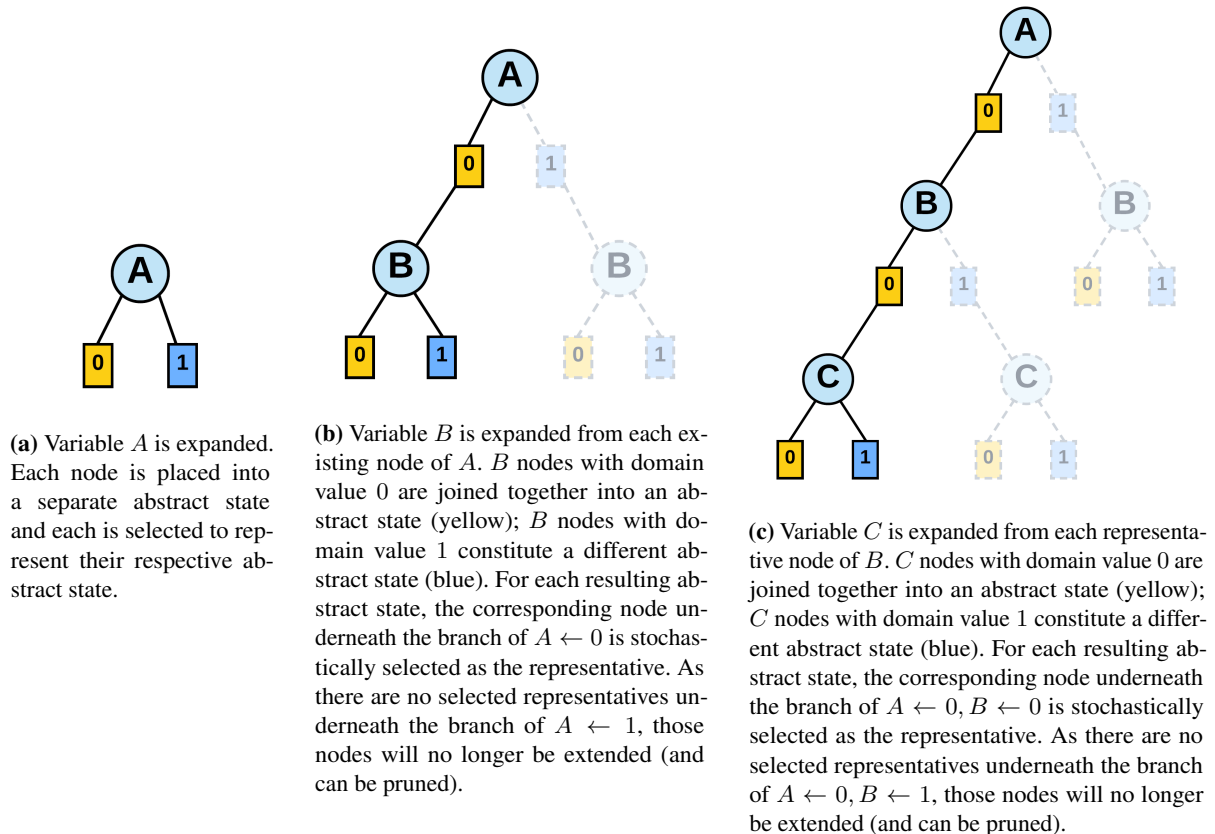 A
0 1
(a) Variable A is expanded.
Each node is placed into
a separate abstract state
and each is selected to rep-
resent their respective ab-
stract state.
A
0 1
B B
0 1 0 1
(b) Variable B is expanded from each ex-
isting node of A. B nodes with domain
value 0 are joined together into an ab-
stract state (yellow); B nodes with do-
main value 1 constitute a different ab-
stract state (blue). For each resulting ab-
stract state, the corresponding node un-
derneath the branch of A ← 0 is stochas-
tically selected as the representative. As
there are no selected representatives un-
derneath the branch of A ← 1, those
nodes will no longer be extended (and
can be pruned).
A
0 1
B B
0 1 0 1
C C
0 1 0 1
(c) Variable C is expanded from each representa-
tive node of B. C nodes with domain value 0 are
joined together into an abstract state (yellow);
C nodes with domain value 1 constitute a differ-
ent abstract state (blue). For each resulting ab-
stract state, the corresponding node underneath
the branch of A ← 0, B ← 0 is stochastically
selected as the representative. As there are no
selected representatives underneath the branch
of A ← 0, B ← 1, those nodes will no longer
be extended (and can be pruned).